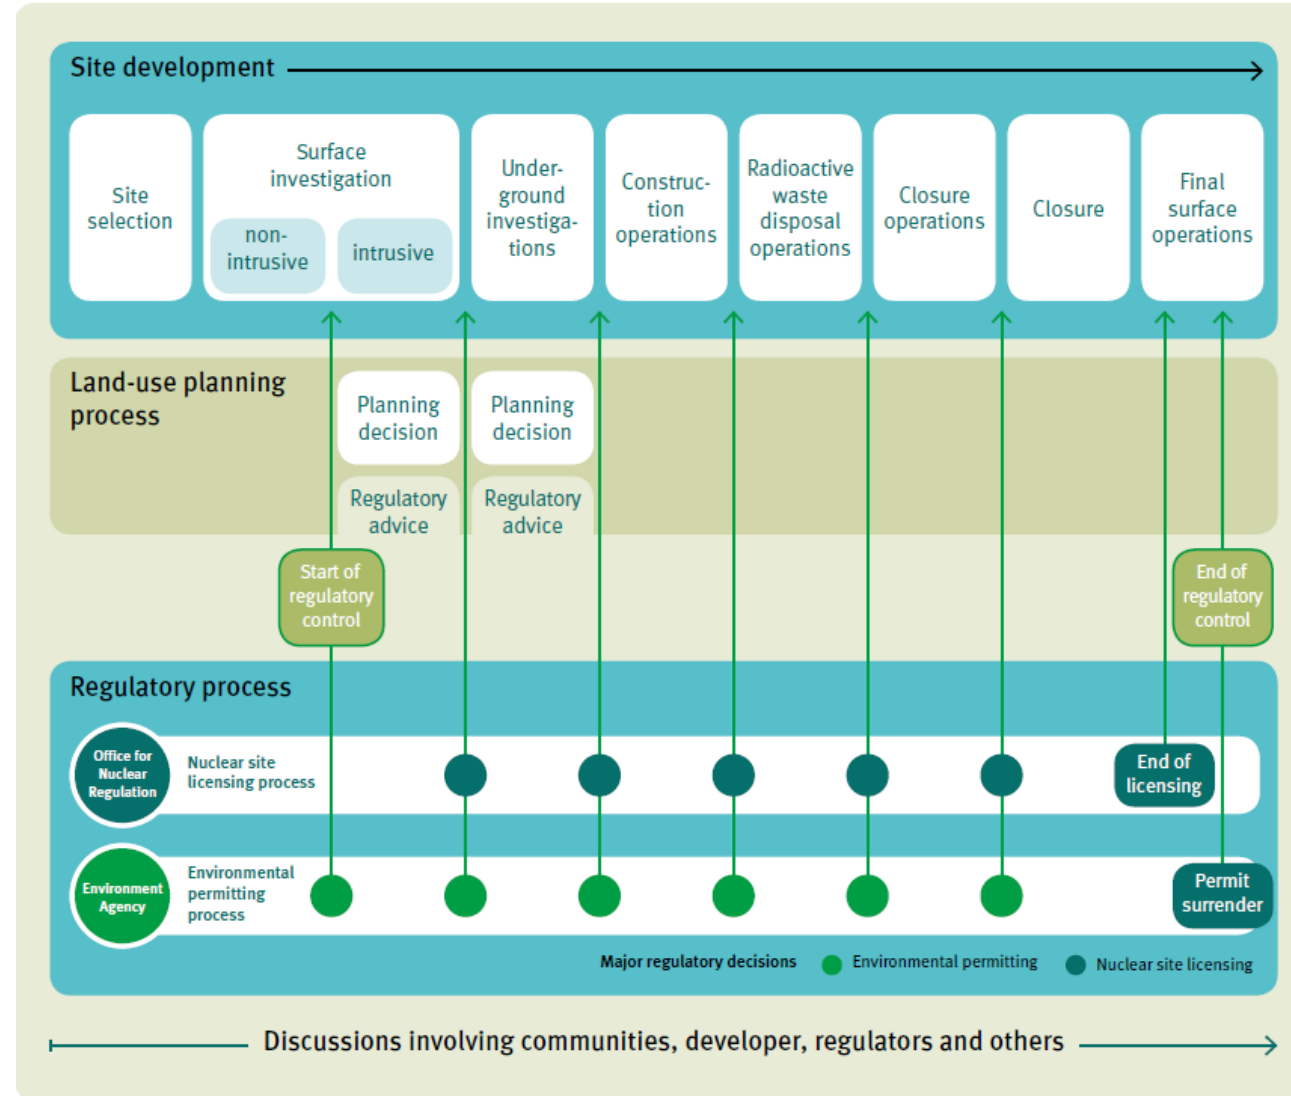 Site development
Site
selection
Surface
investigation
non-
intrusive
intrusive
Under-
ground
investiga-
tions
Construc-
tion
operations
Radioactive
waste
disposal
operations
Closure
operations
Closure
Final
surface
operations
Land-use planning
process
Planning
decision
Planning
decision
Regulatory
advice
Regulatory
advice
Start of
regulatory
control
End of
regulatory
control
Regulatory process
Office for
Nuclear
Regulation
Nuclear site
licensing process
End of
licensing
Environment
Agency
Environmental
permitting
process
Permit
surrender
Major regulatory decisions
Environmental permitting
Nuclear site licensing
Discussions involving communities, developer, regulators and others